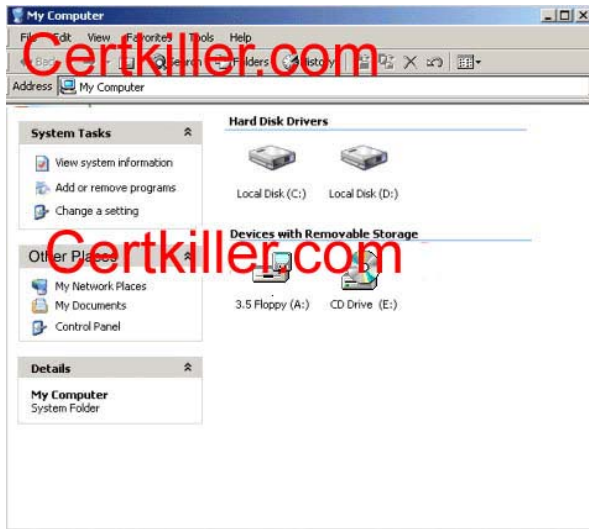 My Computer
File Edit View Favorites Tools Help
Certkiller.com
Back Search Folders History
Address My Computer
System Tasks
View system information
Add or remove programs
Change a setting
Hard Disk Drivers
Local Disk (C:) Local Disk (D:)
Devices with Removable Storage
Certkiller.com
3.5 Floppy (A:) CD Drive (E:)
Other Places
My Network Places
My Documents
Control Panel
Details
My Computer
System Folder